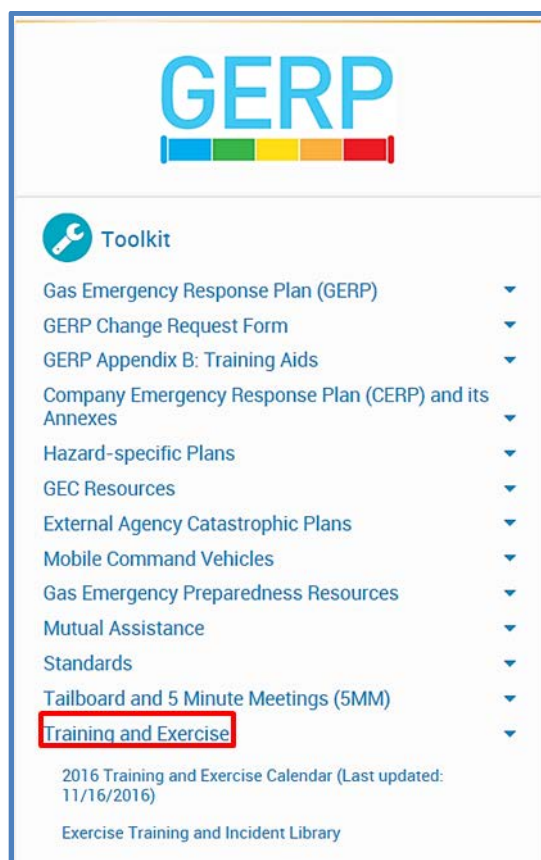 GERP
Toolkit
Gas Emergency Response Plan (GERP)
GERP Change Request Form
GERP Appendix B: Training Aids
Company Emergency Response Plan (CERP) and its
Annexes
Hazard-specific Plans
GEC Resources
External Agency Catastrophic Plans
Mobile Command Vehicles
Gas Emergency Preparedness Resources
Mutual Assistance
Standards
Tailboard and 5 Minute Meetings (5MM)
Training and Exercise
2016 Training and Exercise Calendar (Last updated:
11/16/2016)
Exercise Training and Incident Library